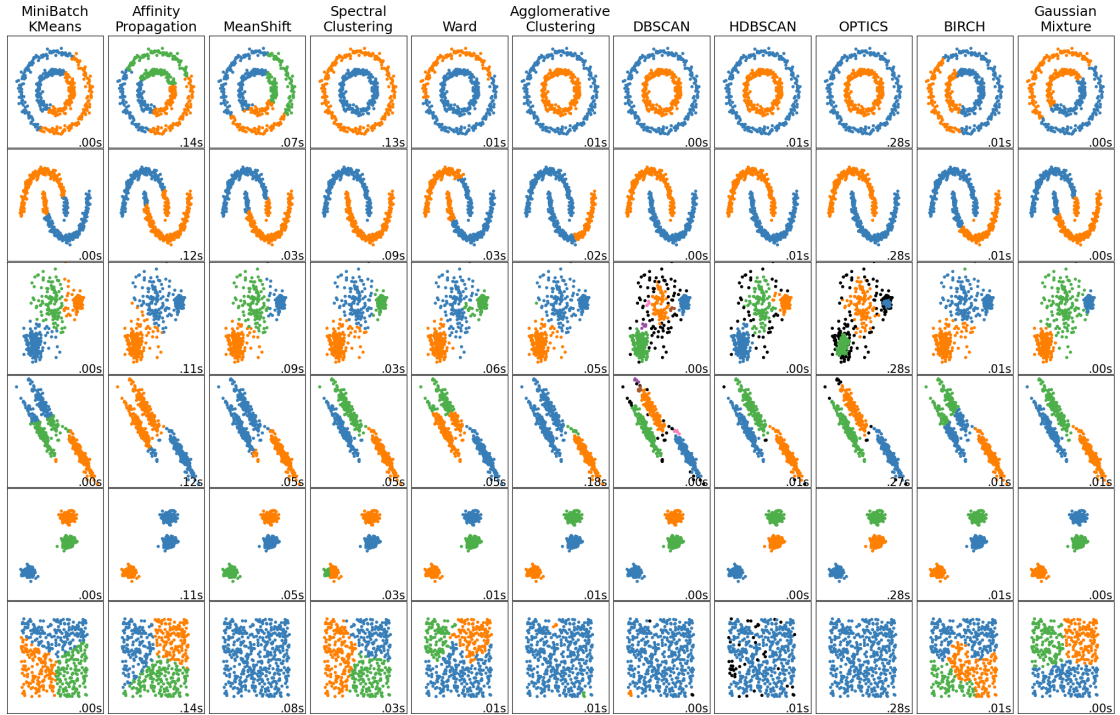 MiniBatch
KMeans
Affinity
Propagation
MeanShift
Spectral
Clustering
Ward
Agglomerative
Clustering
DBSCAN
HDBSCAN
OPTICS
BIRCH
Gaussian
Mixture
.00s .14s .07s .13s .01s .01s .00s .01s .28s .01s .00s
.00s .12s .03s .09s .03s .02s .00s .01s .28s .01s .00s
.00s .11s .09s .03s .06s .05s .00s .00s .28s .01s .01s
.00s .12s .05s .05s .05s .18s .00s .01s .27s .01s .01s
.00s .11s .05s .03s .01s .01s .00s .01s .28s .01s .00s
.00s .14s .08s .03s .01s .01s .00s .01s .28s .01s .00s